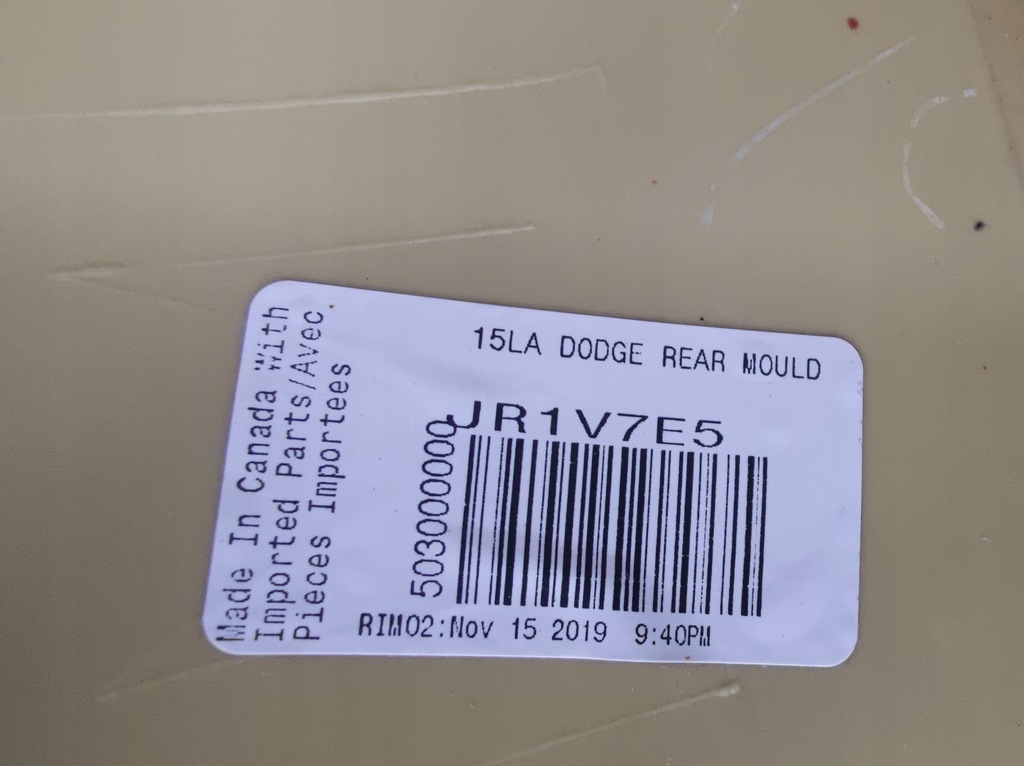 15LA DODGE REAR MOULD
JR1V7E5
503000000
RIM02:Nov 15 2019 9:40PM
Made In Canada With
Imported Parts/Avec
Pieces Importees